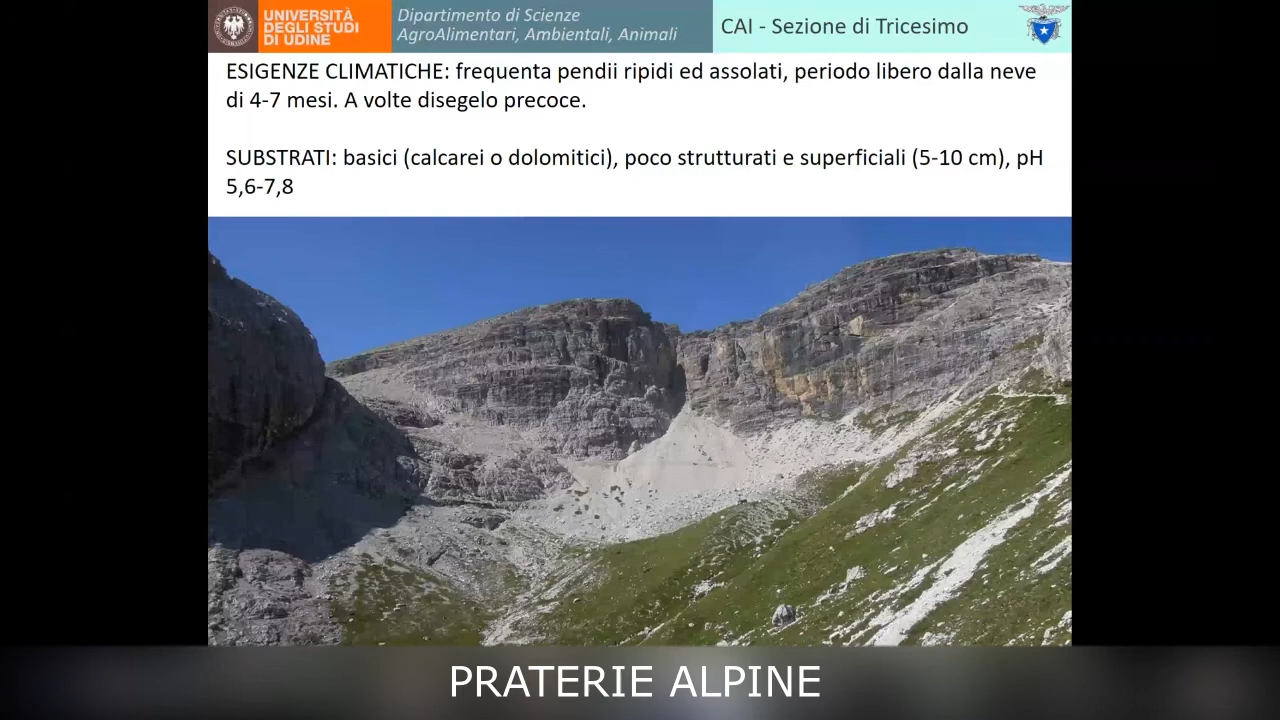 UNIVERSITÀ
DEGLI STUDI
DI UDINE
Dipartimento di Scienze
AgroAlimentari, Ambientali, Animali
CAI - Sezione di Tricesimo
ESIGENZE CLIMATICHE: frequenta pendii ripidi ed assolati, periodo libero dalla neve
di 4-7 mesi. A volte disegelo precoce.
SUBSTRATI: basici (calcarei o dolomitici), poco strutturati e superficiali (5-10 cm), pH
5,6-7,8
PRATERIE ALPINE